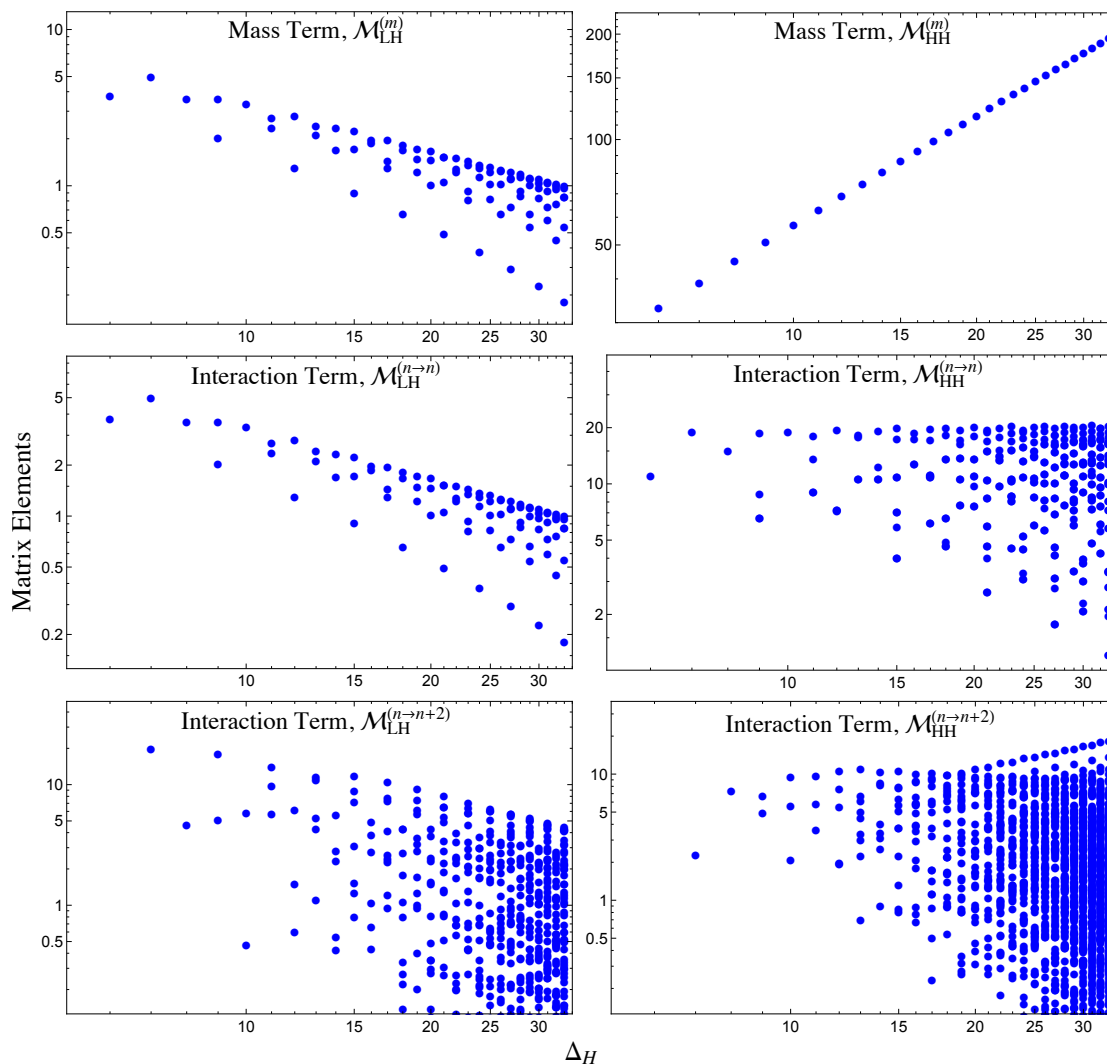 Mass Term, ℳ_LH^(m)
10
5
1
0.5
10 15 20 25 30
Mass Term, ℳ_HH^(m)
200
150
100
50
10 15 20 25 30
Interaction Term, ℳ_LH^(n→n)
5
2
1
0.5
0.2
10 15 20 25 30
Interaction Term, ℳ_HH^(n→n)
20
10
5
2
10 15 20 25 30
Matrix Elements
Interaction Term, ℳ_LH^(n→n+2)
10
5
1
0.5
10 15 20 25 30
Interaction Term, ℳ_HH^(n→n+2)
10
5
1
0.5
10 15 20 25 30
Δ_H